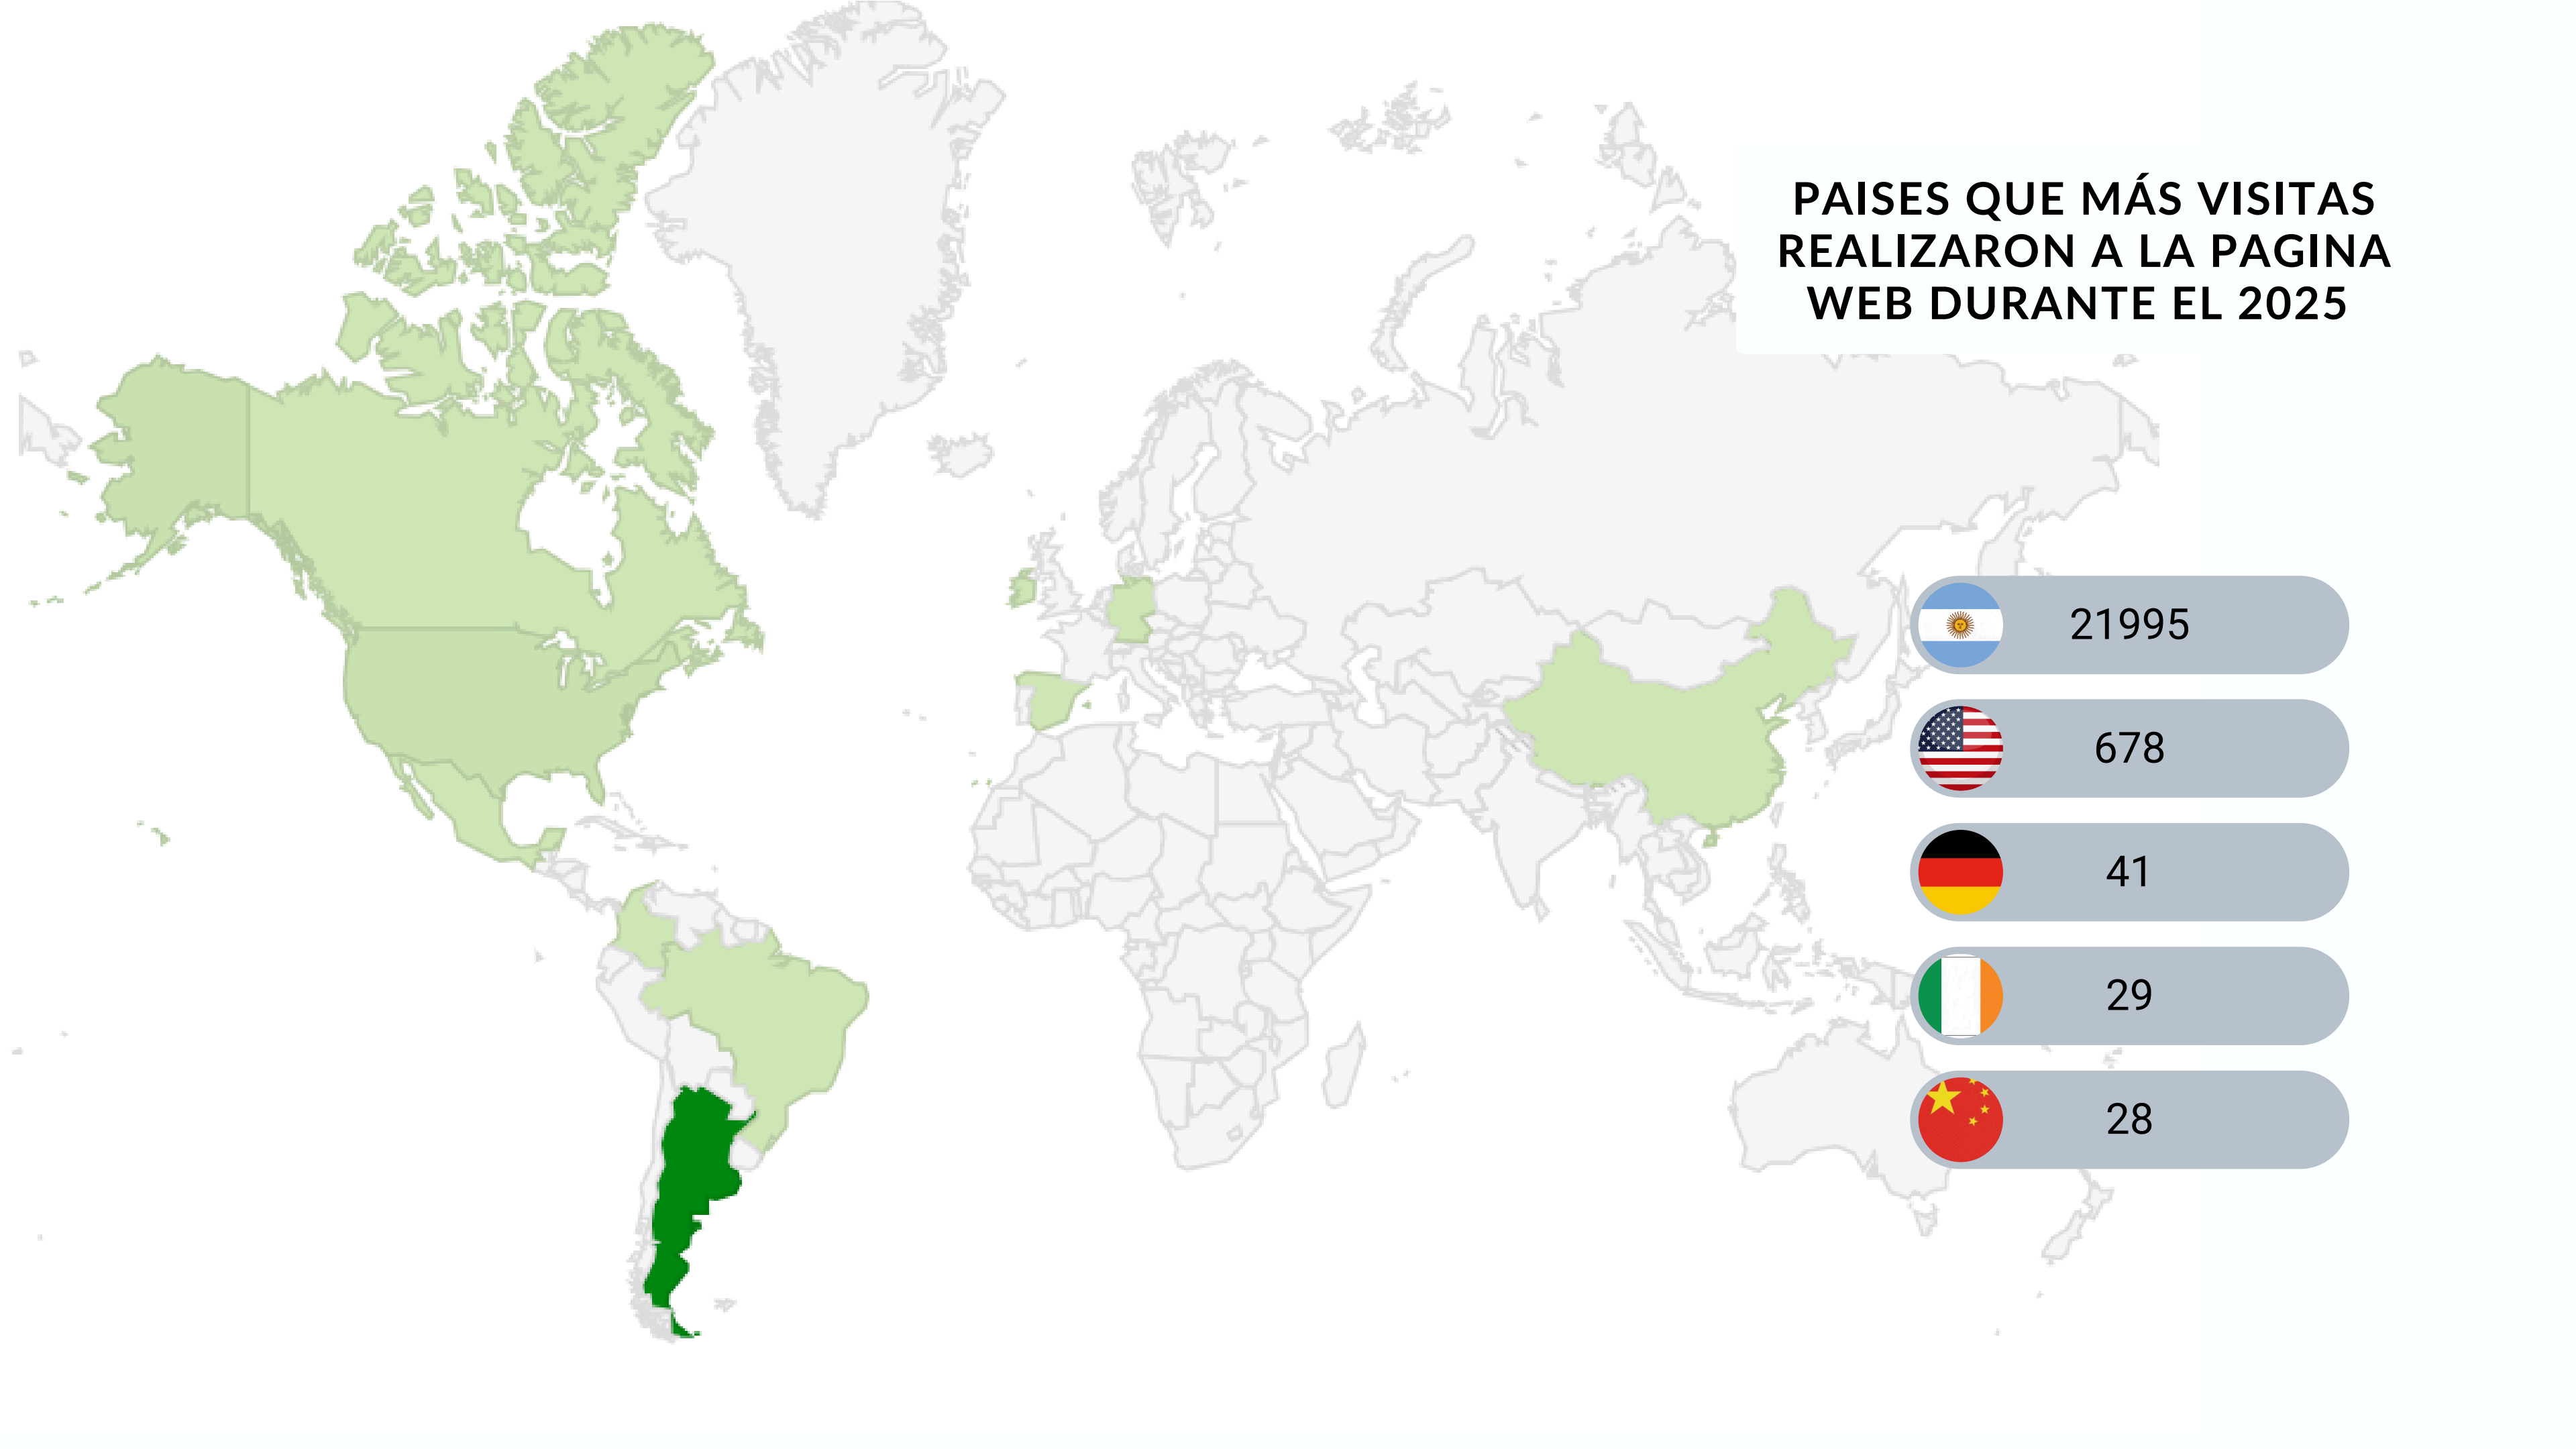 PAISES QUE MÁS VISITAS
REALIZARON A LA PAGINA
WEB DURANTE EL 2025
21995
678
41
29
28